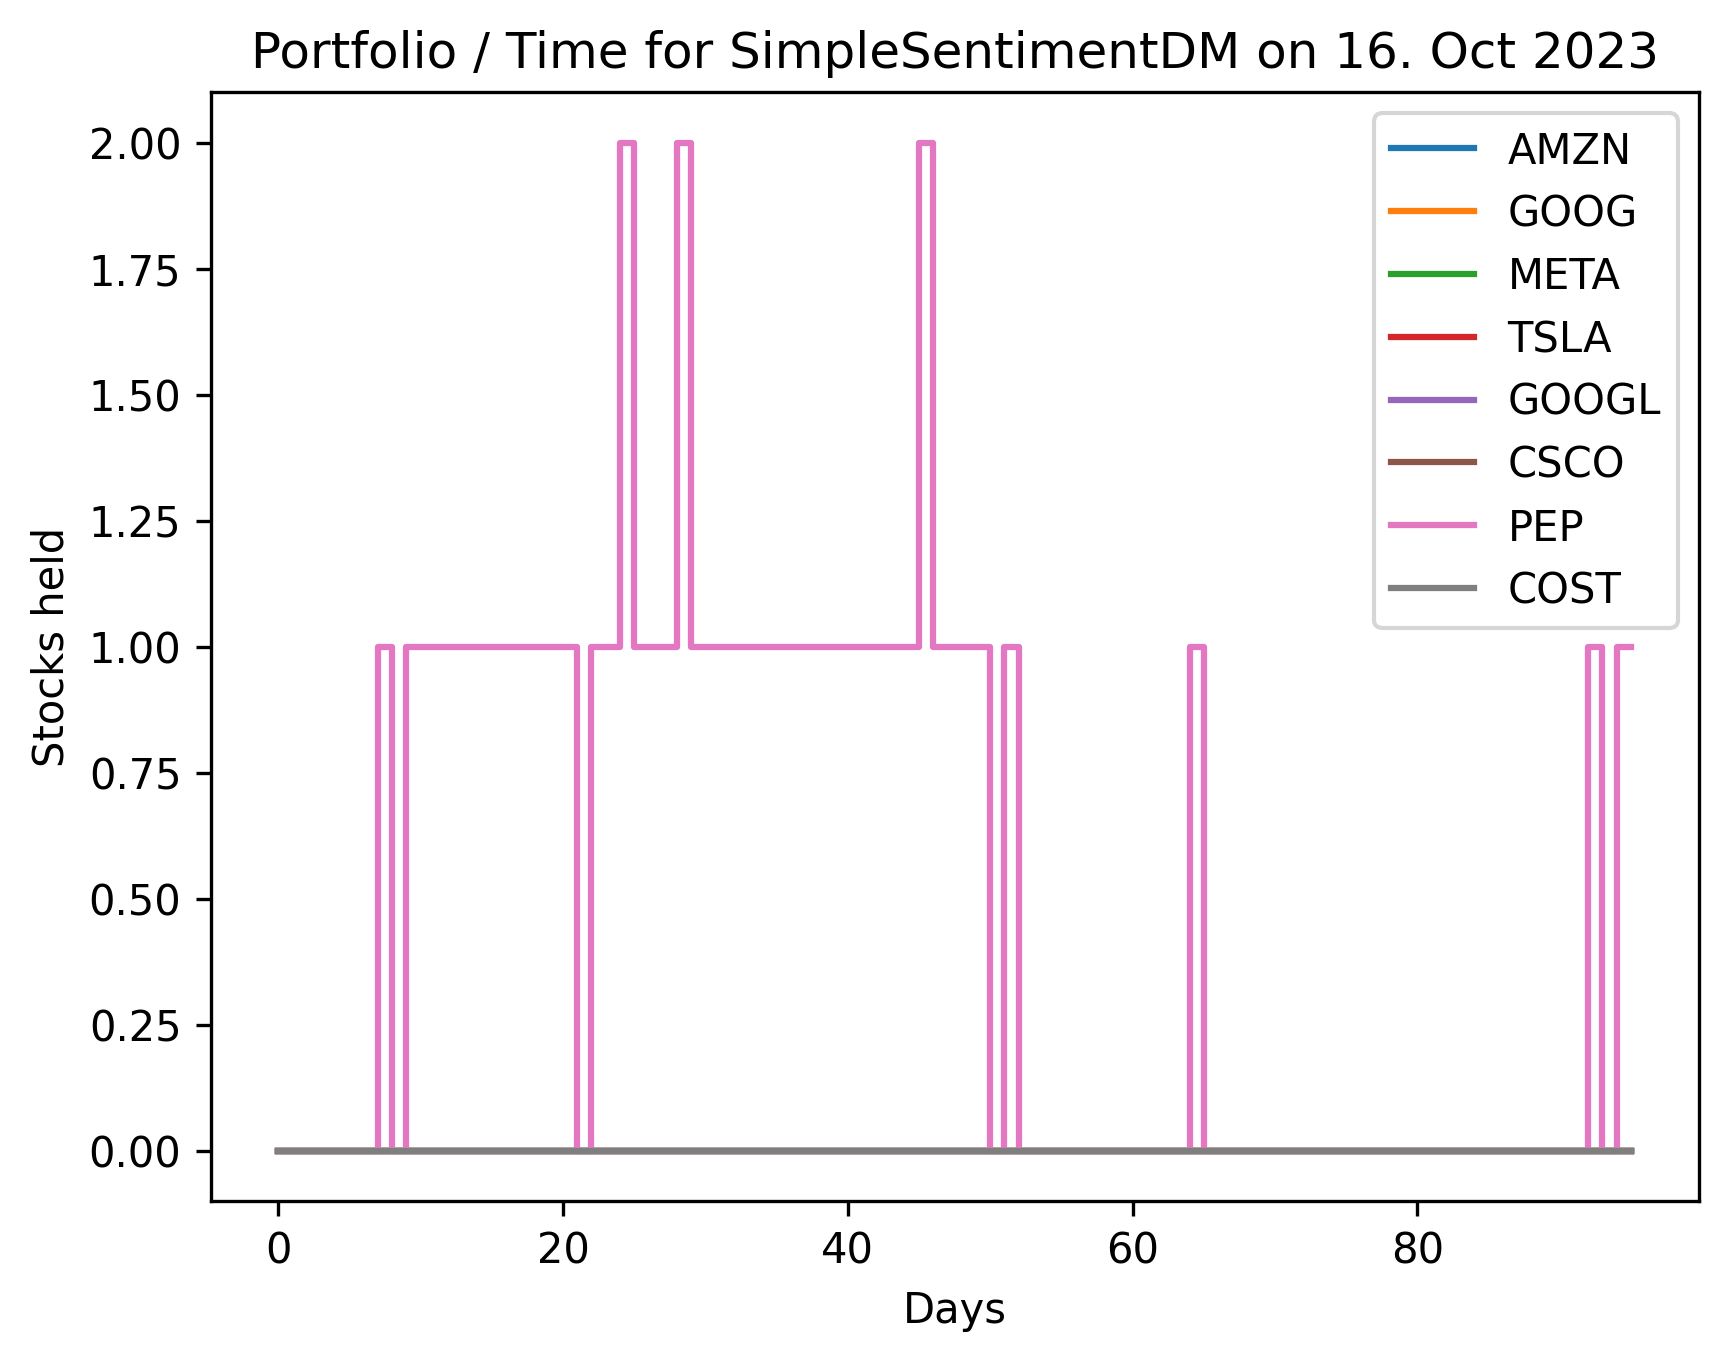 Portfolio / Time for SimpleSentimentDM on 16. Oct 2023
2.00
1.75
1.50
1.25
1.00
0.75
0.50
0.25
0.00
Stocks held
AMZN
GOOG
META
TSLA
GOOGL
CSCO
PEP
COST
0 20 40 60 80
Days